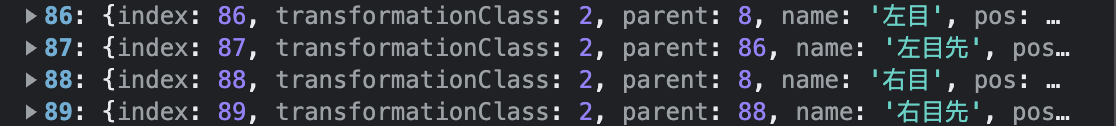 ▶ 86: {index: 86, transformationClass: 2, parent: 8, name: '左目', pos: …
▶ 87: {index: 87, transformationClass: 2, parent: 86, name: '左目先', pos…
▶ 88: {index: 88, transformationClass: 2, parent: 8, name: '右目', pos: …
▶ 89: {index: 89, transformationClass: 2, parent: 88, name: '右目先', pos…